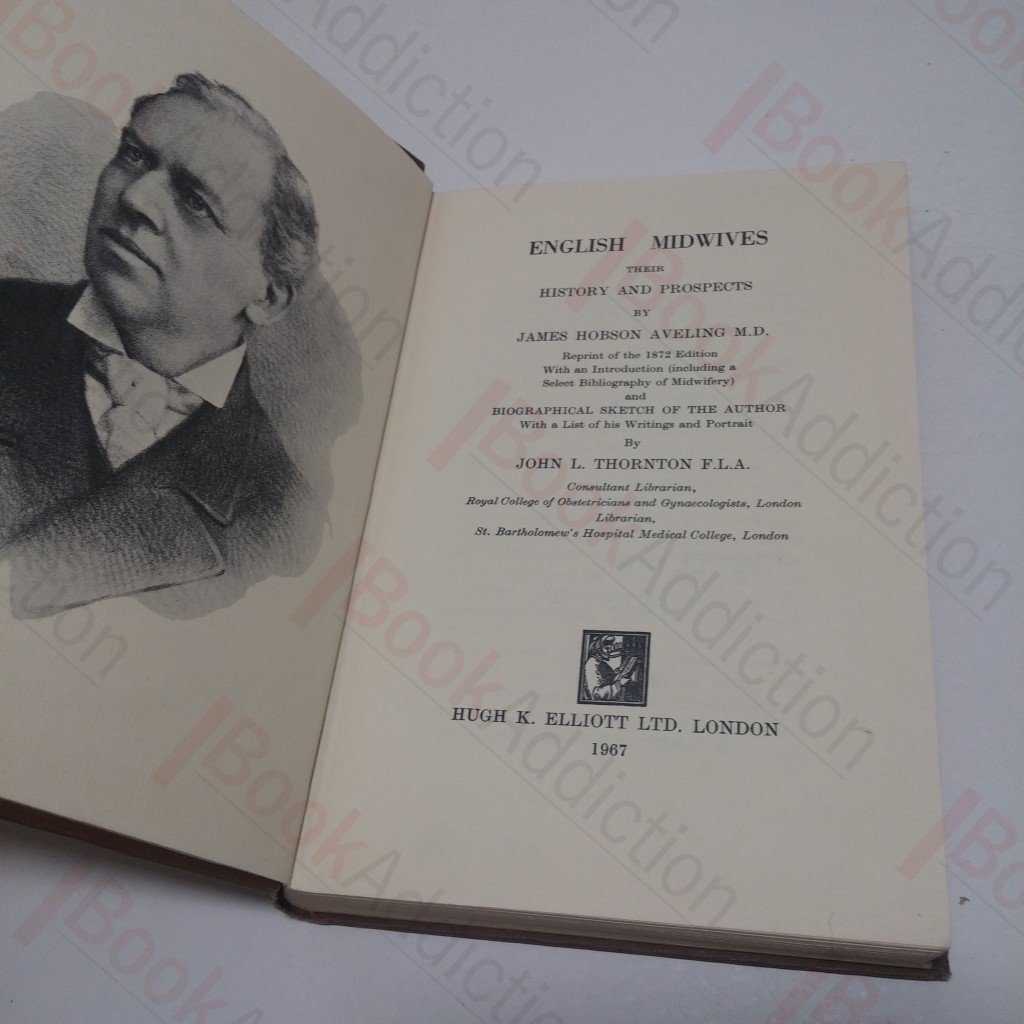 ENGLISH MIDWIVES
THEIR
HISTORY AND PROSPECTS
BY
JAMES HOBSON AVELING M.D.
Reprint of the 1872 Edition
With an Introduction (including a
Select Bibliography of Midwifery)
and
BIOGRAPHICAL SKETCH OF THE AUTHOR
With a List of his Writings and Portrait
By
JOHN L. THORNTON F.L.A.
Consultant Librarian,
Royal College of Obstetricians and Gynaecologists, London
Librarian,
St. Bartholomew's Hospital Medical College, London
HUGH K. ELLIOTT LTD. LONDON
1967
BookAddiction